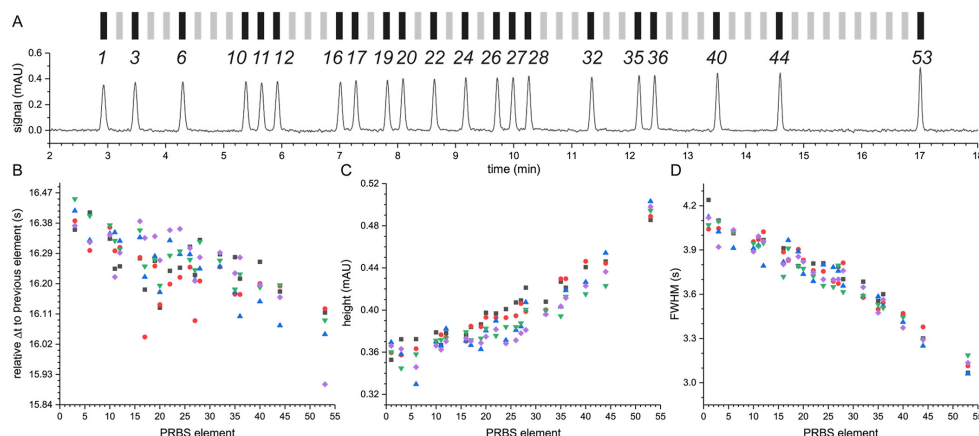 A
1 3 6 10 11 12 16 17 19 20 22 24 26 27 28 32 35 36 40 44 53
signal (mAU)
0.6
0.4
0.2
0.0
2 3 4 5 6 7 8 9 10 11 12 13 14 15 16 17 18
time (min)
B
relative Δt to Previous element (s)
16.47
16.38
16.29
16.20
16.11
16.02
15.93
15.84
0 5 10 15 20 25 30 35 40 45 50 55
PRBS element
C
height (mAU)
0.52
0.48
0.44
0.40
0.36
0.32
0 5 10 15 20 25 30 35 40 45 50 55
PRBS element
D
FWHM (s)
4.2
3.9
3.6
3.3
3.0
0 5 10 15 20 25 30 35 40 45 50 55
PRBS element